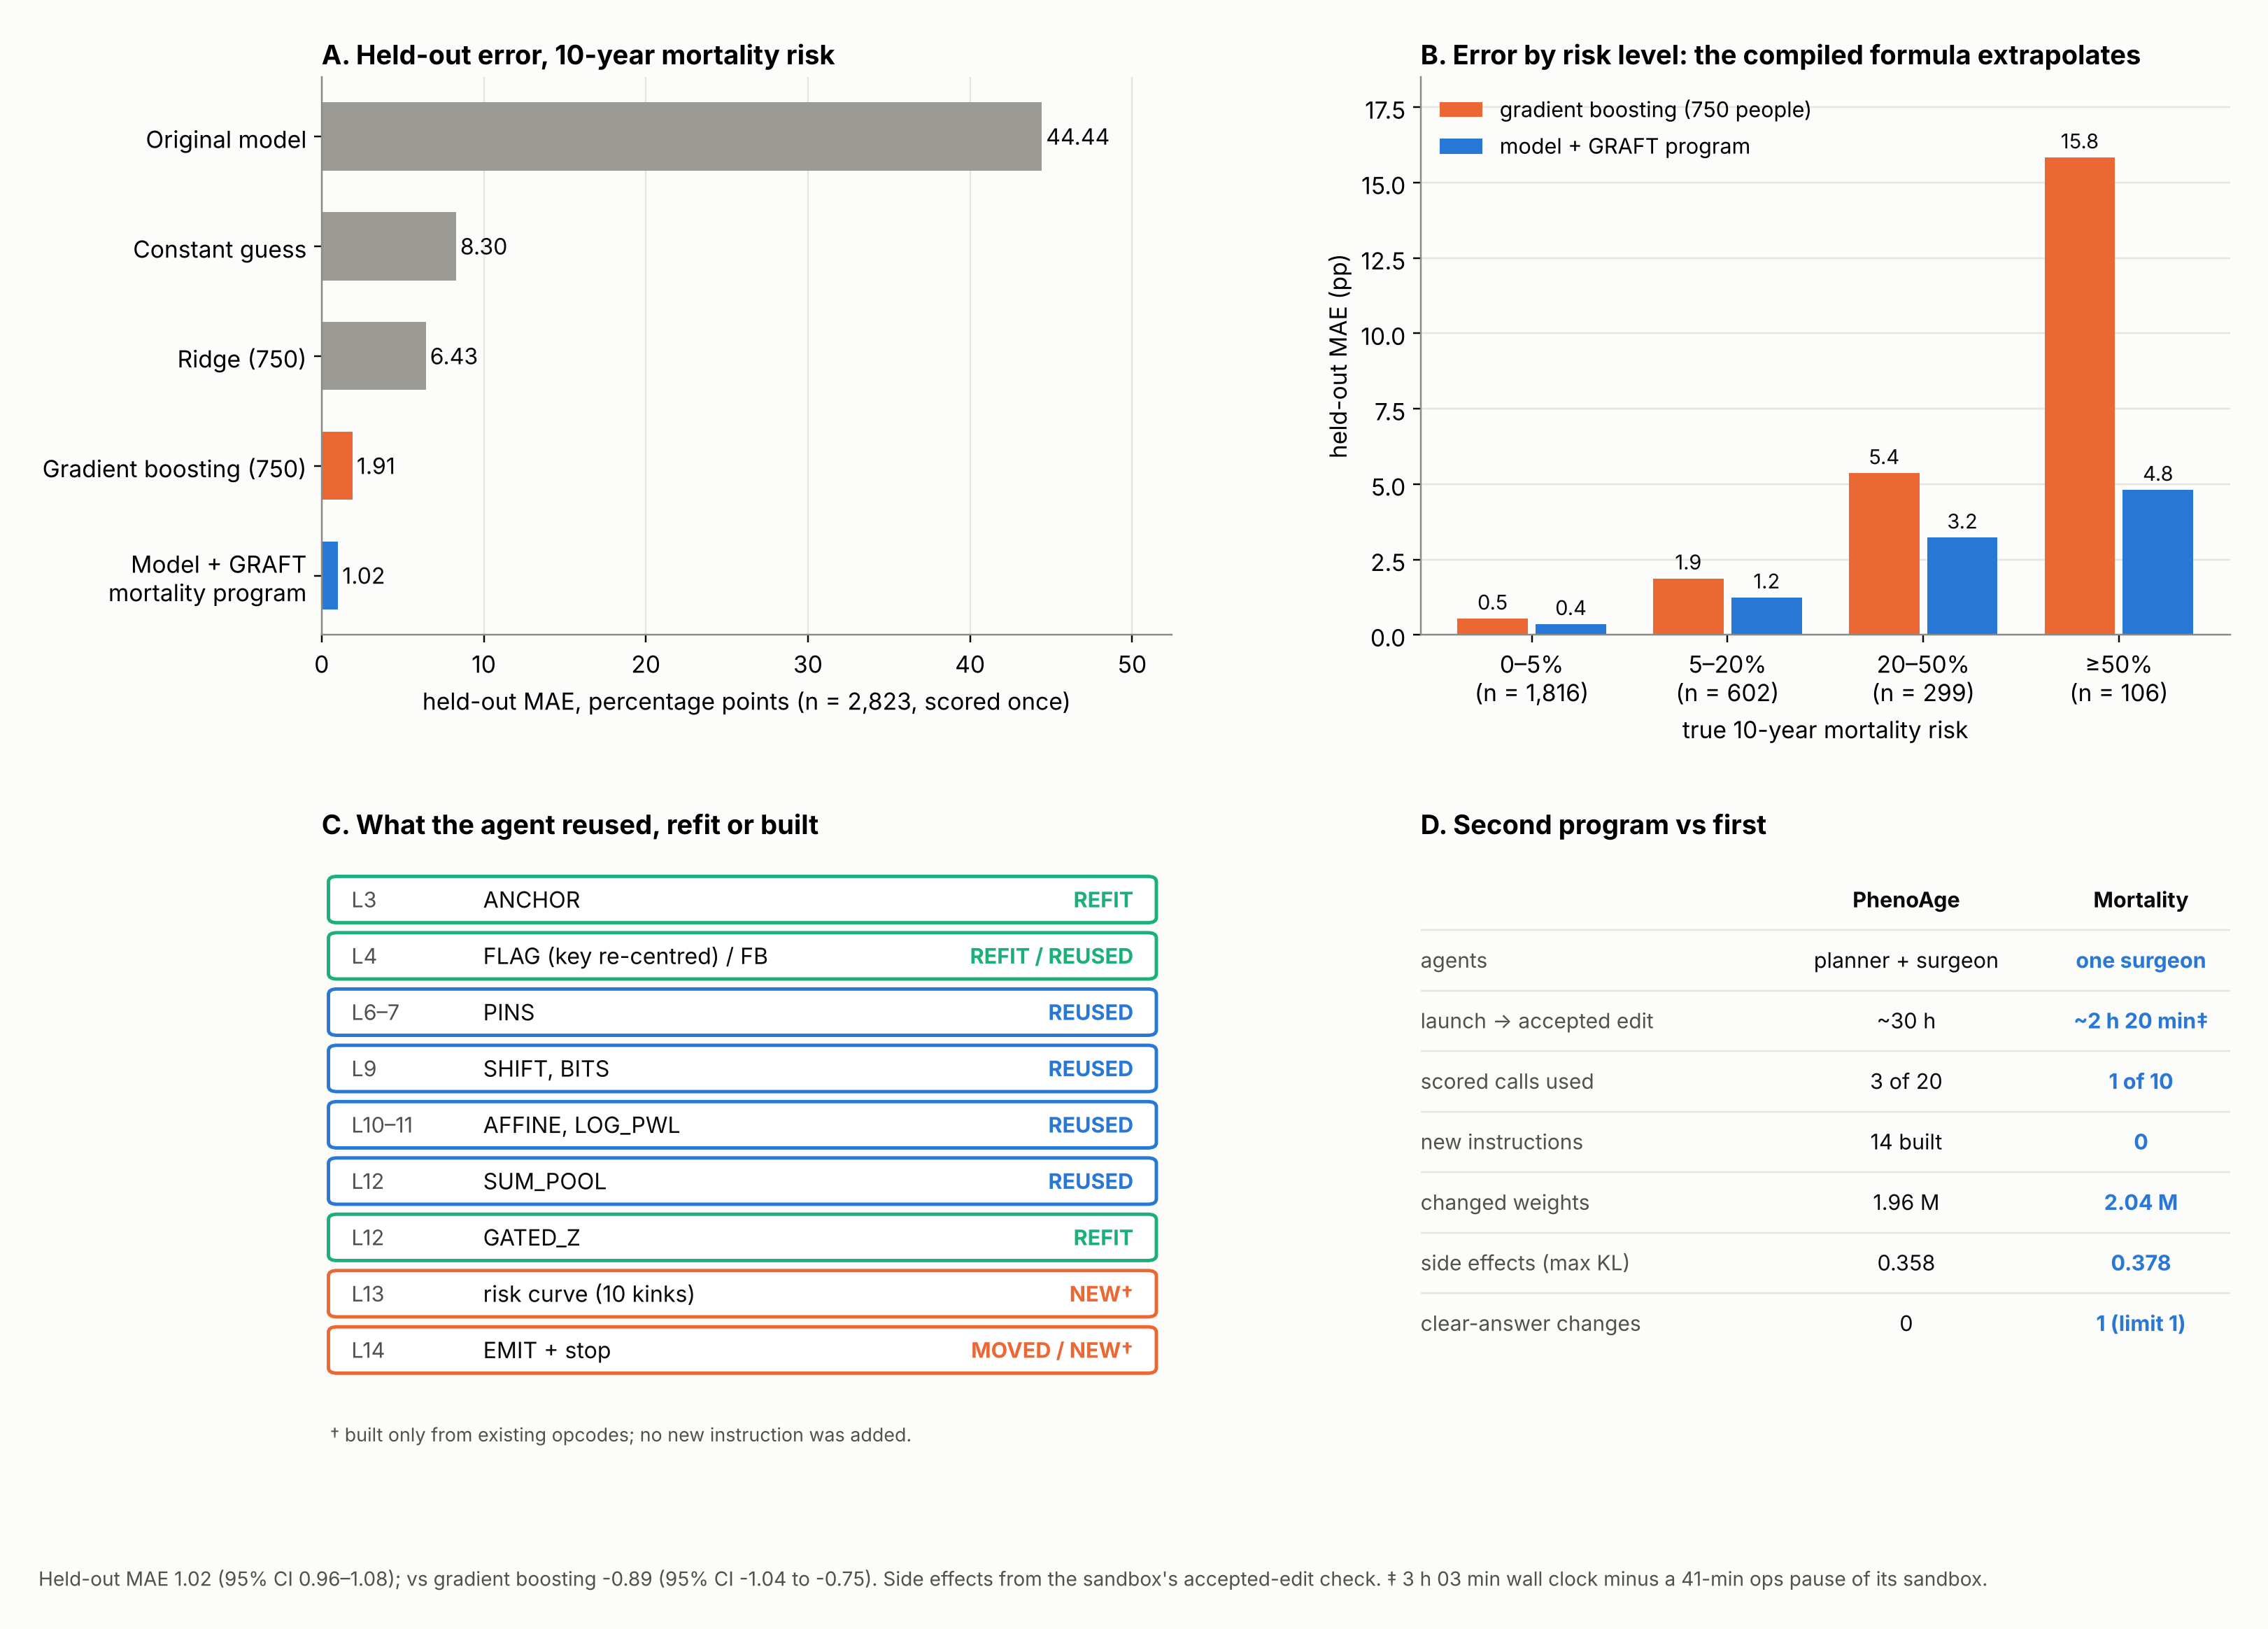 A. Held-out error, 10-year mortality risk
Original model
44.44
Constant guess
8.30
Ridge (750)
6.43
Gradient boosting (750)
1.91
Model + GRAFT
mortality program
1.02
0 10 20 30 40 50
held-out MAE, percentage points (n = 2,823, scored once)
B. Error by risk level: the compiled formula extrapolates
gradient boosting (750 people)
model + GRAFT program
held-out MAE (pp)
17.5
15.0
12.5
10.0
7.5
5.0
2.5
0.0
0.5 0.4
1.9 1.2
5.4 3.2
15.8 4.8
0–5% 5–20% 20–50% ≥50%
(n = 1,816) (n = 602) (n = 299) (n = 106)
true 10-year mortality risk
C. What the agent reused, refit or built
L3 ANCHOR REFIT
L4 FLAG (key re-centred) / FB REFIT / REUSED
L6–7 PINS REUSED
L9 SHIFT, BITS REUSED
L10–11 AFFINE, LOG_PWL REUSED
L12 SUM_POOL REUSED
L12 GATED_Z REFIT
L13 risk curve (10 kinks) NEW†
L14 EMIT + stop MOVED / NEW†
† built only from existing opcodes; no new instruction was added.
D. Second program vs first
PhenoAge Mortality
agents planner + surgeon one surgeon
launch → accepted edit ~30 h ~2 h 20 min‡
scored calls used 3 of 20 1 of 10
new instructions 14 built 0
changed weights 1.96 M 2.04 M
side effects (max KL) 0.358 0.378
clear-answer changes 0 1 (limit 1)
Held-out MAE 1.02 (95% CI 0.96–1.08); vs gradient boosting -0.89 (95% CI -1.04 to -0.75). Side effects from the sandbox's accepted-edit check. ‡ 3 h 03 min wall clock minus a 41-min ops pause of its sandbox.